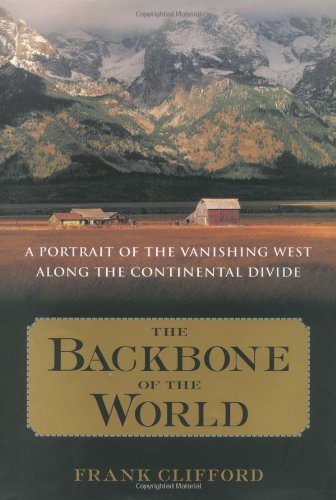 A PORTRAIT OF THE VANISHING WEST
ALONG THE CONTINENTAL DIVIDE
THE
BACKBONE
OF THE
WORLD
FRANK CLIFFORD